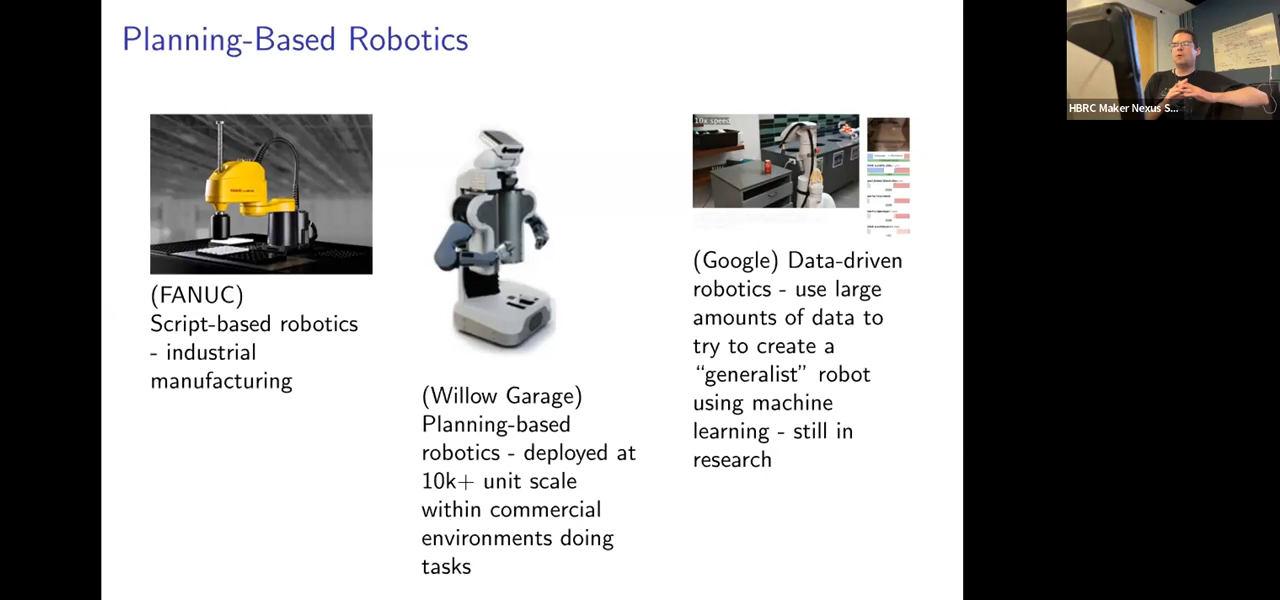 Planning-Based Robotics
(FANUC)
Script-based robotics
- industrial
manufacturing
(Willow Garage)
Planning-based
robotics - deployed at
10k+ unit scale
within commercial
environments doing
tasks
10x speed
(Google) Data-driven
robotics - use large
amounts of data to
try to create a
“generalist” robot
using machine
learning - still in
research
HBRC Maker Nexus S...